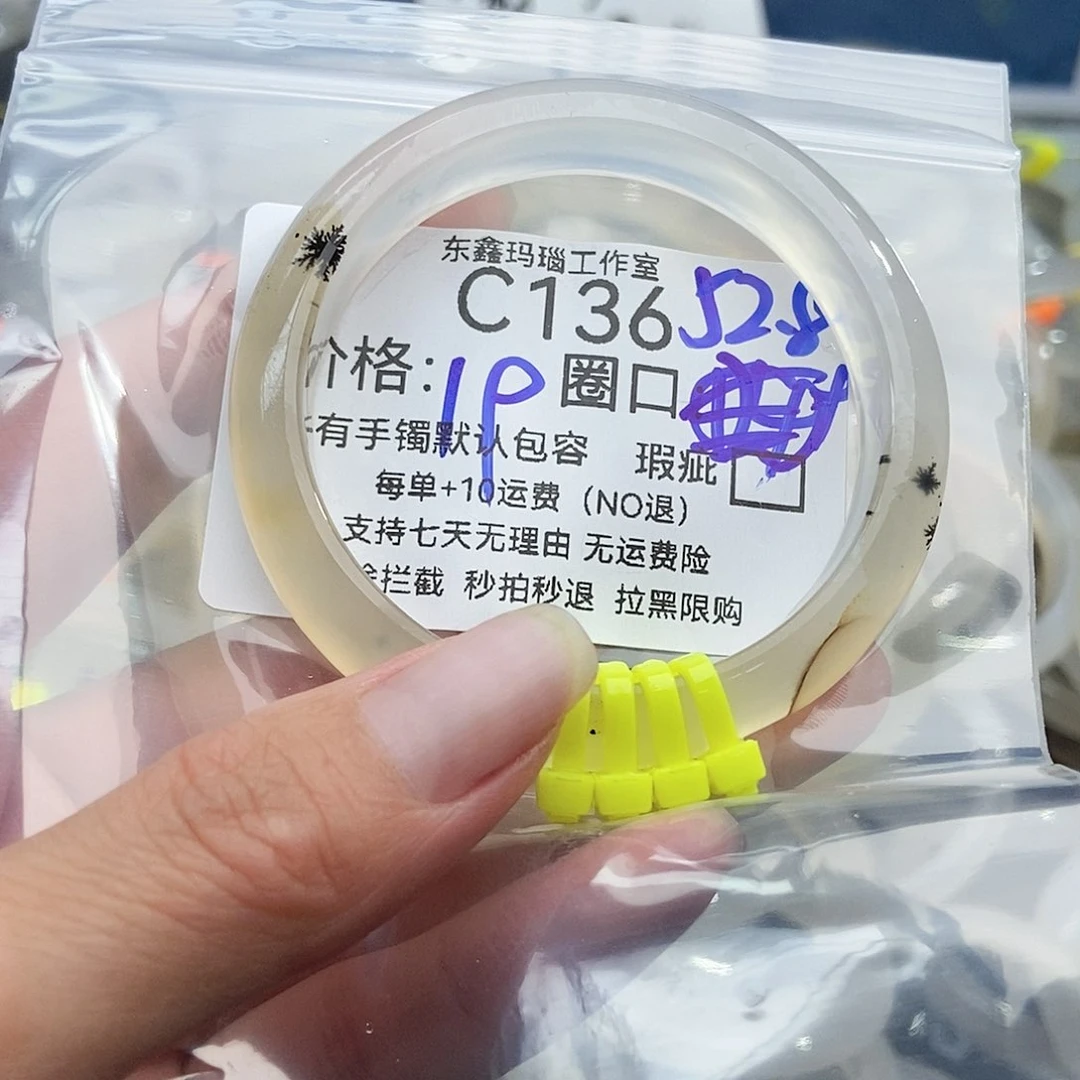 东鑫玛瑙工作室
C136 52.8
价格：1P 圈口
有手镯默认包容 瑕疵□
每单+10运费（NO退）
支持七天无理由 无运费险
拦截 秒拍秒退 拉黑限购